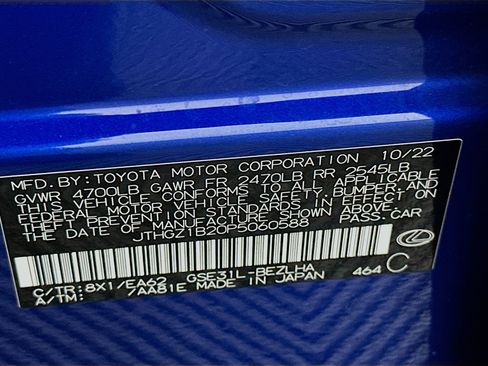 MFD.BY:TOYOTA MOTOR CORPORATION 10/22
GVWR 4700LB GAWR FR 2470LB RR 2545LB
THIS VEHICLE CONFORMS TO ALL APPLICABLE
FEDERAL MOTOR VEHICLE SAFETY, BUMPER, AND
THEFT PREVENTION STANDARDS IN EFFECT ON
THE DATE OF MANUFACTURE SHOWN ABOVE.
JTHGZ1B20P5060588 PASS.CAR
C/TR:8X1/EA62 GSE31L-BEZLHA
A/TM: /AA81E MADE IN JAPAN 464 C